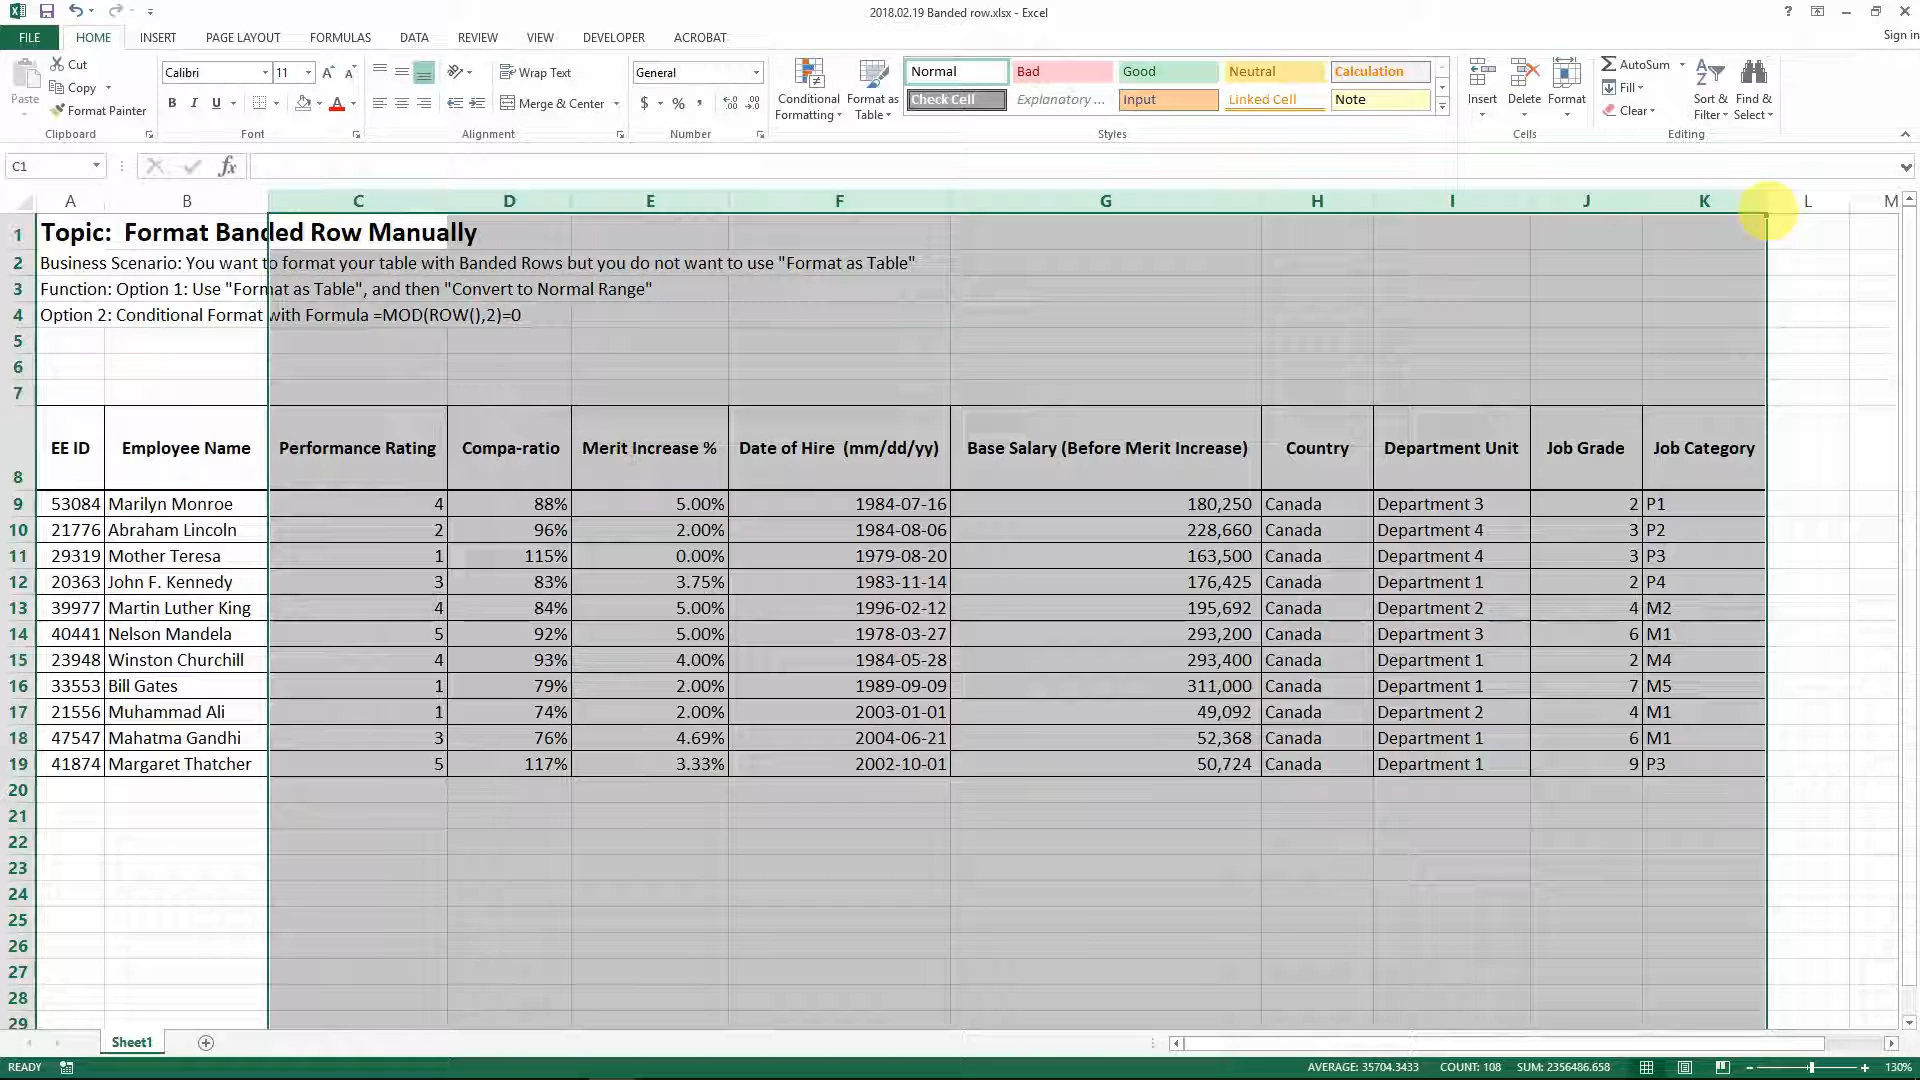 2018.02.19 Banded row.xlsx - Excel
FILE HOME INSERT PAGE LAYOUT FORMULAS DATA REVIEW VIEW DEVELOPER ACROBAT Sign in
Paste Cut Copy Format Painter Clipboard
Calibri 11 B I U Font
Wrap Text Merge & Center Alignment
General $ % , Number
Conditional Formatting Format as Table
Normal Bad Good Neutral Calculation
Check Cell Explanatory ... Input Linked Cell Note
Styles
Insert Delete Format Cells
AutoSum Fill Clear Sort & Filter Find & Select Editing
C1 fx
A B C D E F G H I J K L M
1 Topic: Format Banded Row Manually
2 Business Scenario: You want to format your table with Banded Rows but you do not want to use "Format as Table"
3 Function: Option 1: Use "Format as Table", and then "Convert to Normal Range"
4 Option 2: Conditional Format with Formula =MOD(ROW(),2)=0
5
6
7
8 EE ID Employee Name Performance Rating Compa-ratio Merit Increase % Date of Hire (mm/dd/yy) Base Salary (Before Merit Increase) Country Department Unit Job Grade Job Category
9 53084 Marilyn Monroe 4 88% 5.00% 1984-07-16 180,250 Canada Department 3 2 P1
10 21776 Abraham Lincoln 2 96% 2.00% 1984-08-06 228,660 Canada Department 4 3 P2
11 29319 Mother Teresa 1 115% 0.00% 1979-08-20 163,500 Canada Department 4 3 P3
12 20363 John F. Kennedy 3 83% 3.75% 1983-11-14 176,425 Canada Department 1 2 P4
13 39977 Martin Luther King 4 84% 5.00% 1996-02-12 195,692 Canada Department 2 4 M2
14 40441 Nelson Mandela 5 92% 5.00% 1978-03-27 293,200 Canada Department 3 6 M1
15 23948 Winston Churchill 4 93% 4.00% 1984-05-28 293,400 Canada Department 1 2 M4
16 33553 Bill Gates 1 79% 2.00% 1989-09-09 311,000 Canada Department 1 7 M5
17 21556 Muhammad Ali 1 74% 2.00% 2003-01-01 49,092 Canada Department 2 4 M1
18 47547 Mahatma Gandhi 3 76% 4.69% 2004-06-21 52,368 Canada Department 1 6 M1
19 41874 Margaret Thatcher 5 117% 3.33% 2002-10-01 50,724 Canada Department 1 9 P3
20
21
22
23
24
25
26
27
28
29
Sheet1
READY AVERAGE: 35704.3433 COUNT: 108 SUM: 2356486.658 130%